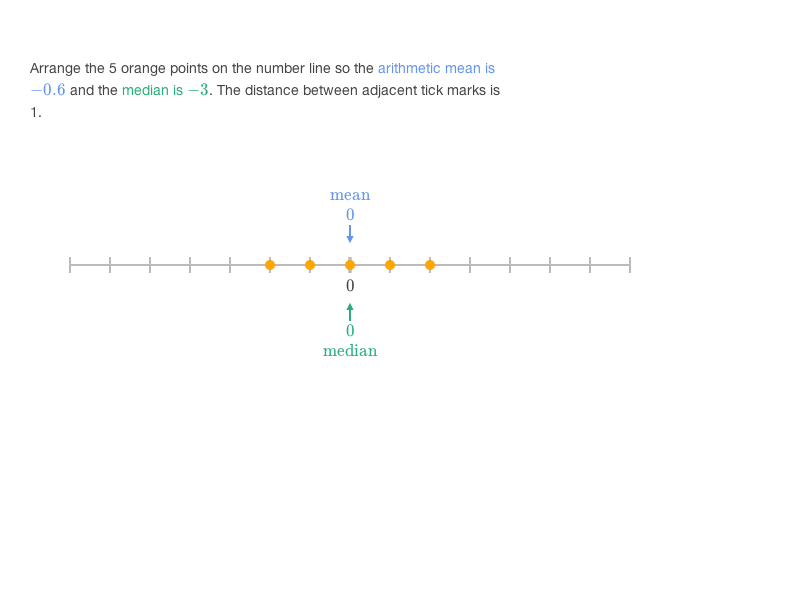 Arrange the 5 orange points on the number line so the arithmetic mean is
−0.6 and the median is −3. The distance between adjacent tick marks is
1.
mean
0
0
0
median